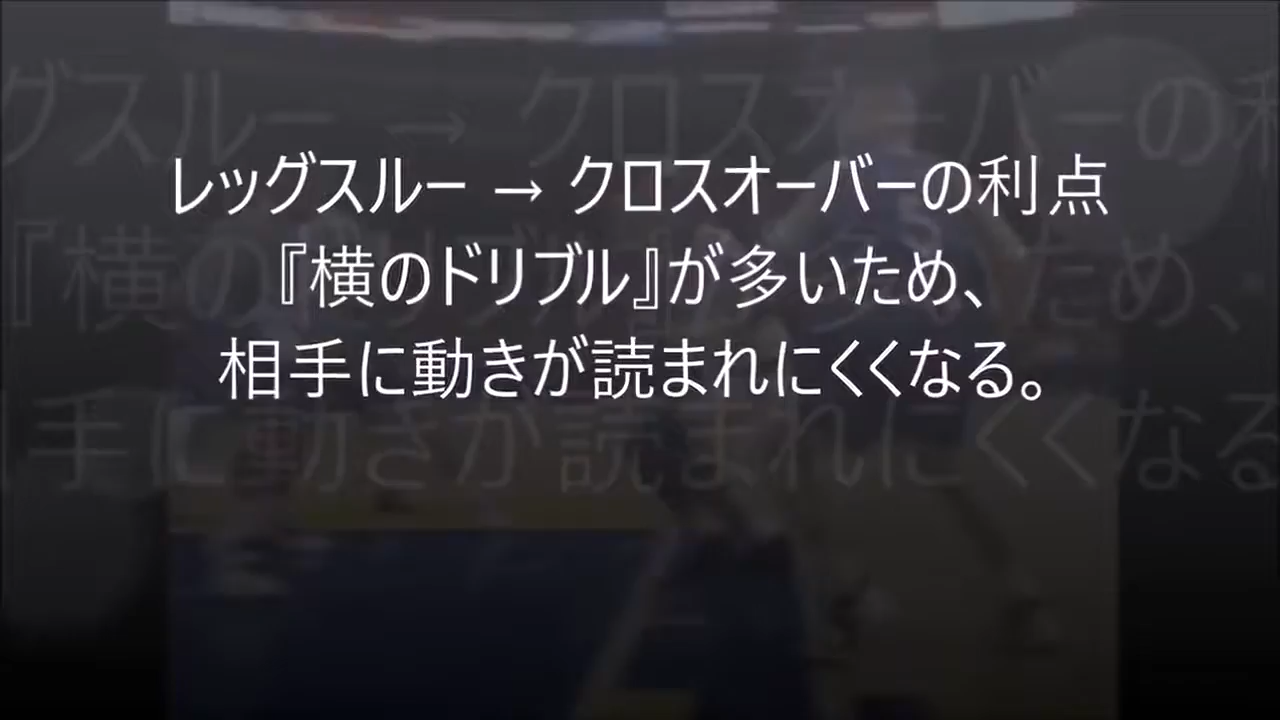 レッグスルー → クロスオーバーの利点
『横のドリブル』が多いため、
相手に動きが読まれにくくなる。